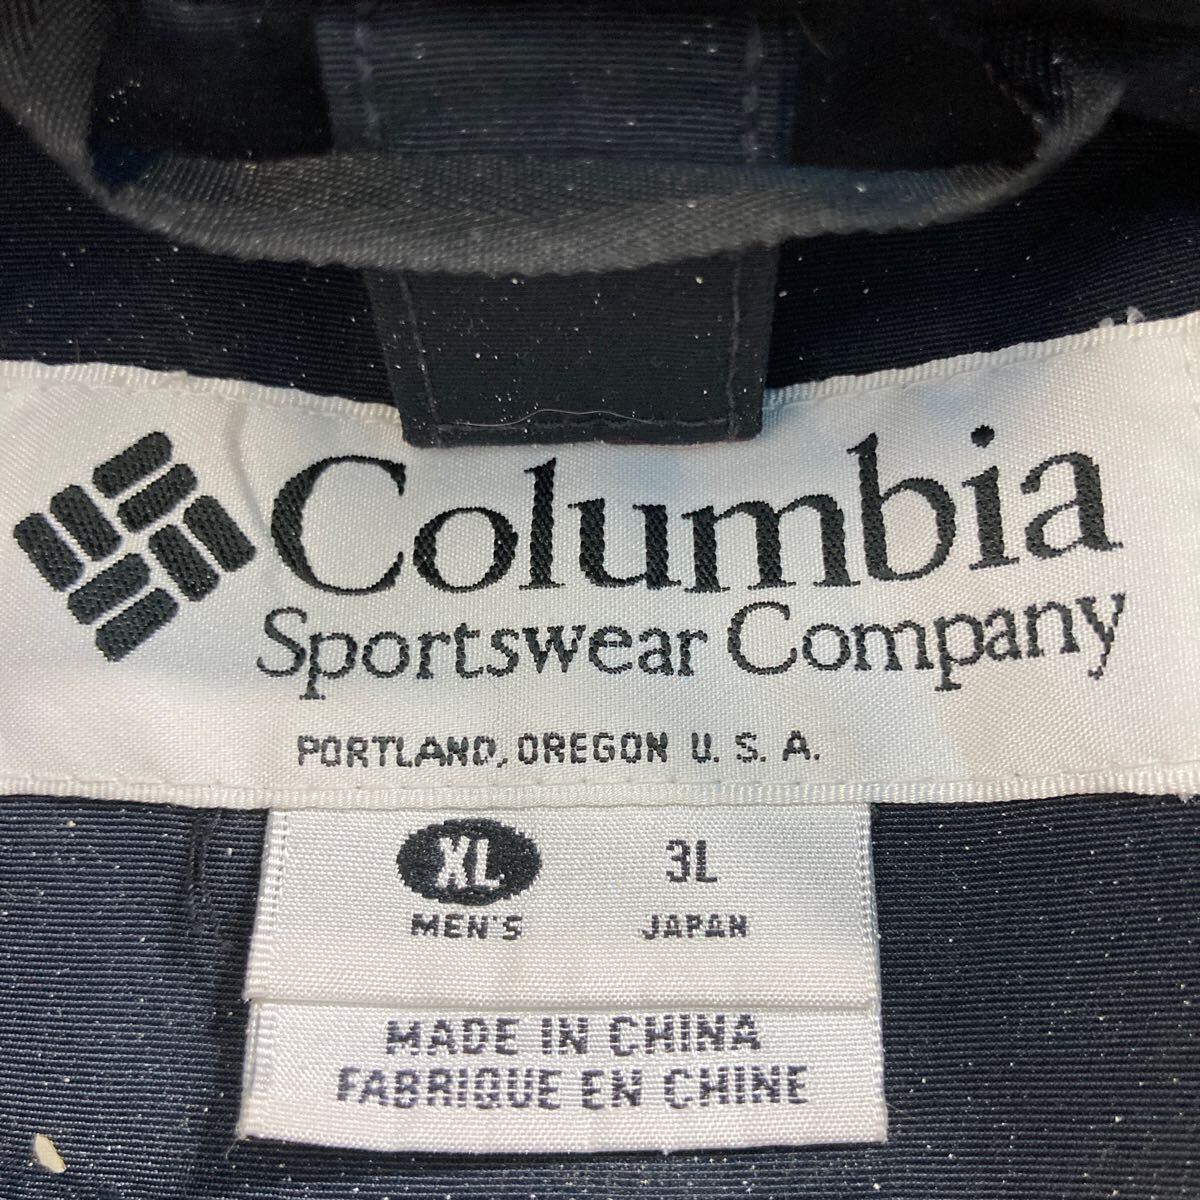 Columbia
Sportswear Company
PORTLAND, OREGON U. S. A.
XL 3L
MEN'S JAPAN
MADE IN CHINA
FABRIQUE EN CHINE